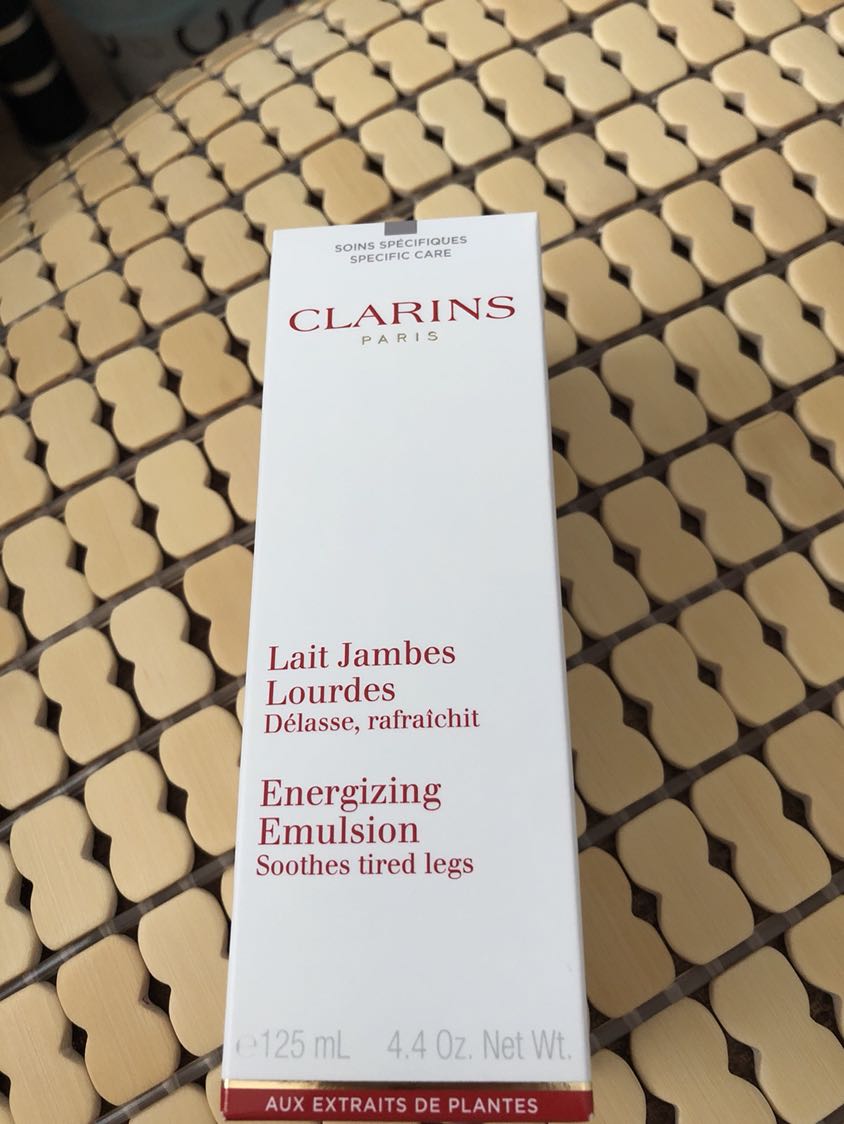 SOINS SPÉCIFIQUES
SPECIFIC CARE
CLARINS
PARIS
Lait Jambes
Lourdes
Délasse, rafraîchit
Energizing
Emulsion
Soothes tired legs
℮125 mL 4.4 Oz. Net Wt.
AUX EXTRAITS DE PLANTES